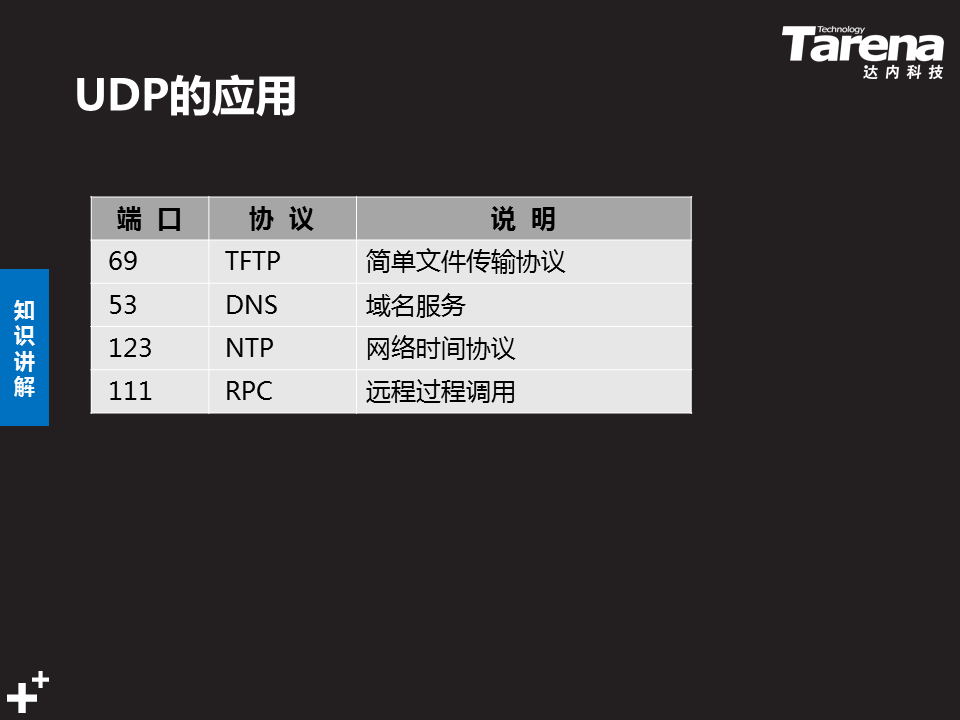 Technology
Tarena
达内科技
UDP的应用
端 口 协 议 说 明
69 TFTP 简单文件传输协议
53 DNS 域名服务
123 NTP 网络时间协议
111 RPC 远程过程调用
知
识
讲
解